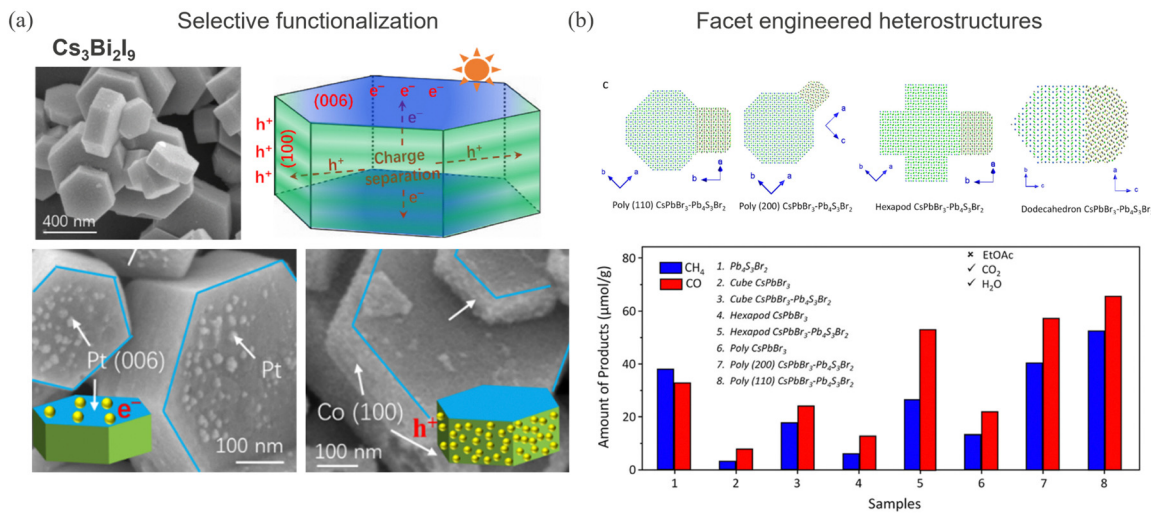 (a)
Selective functionalization
Cs₃Bi₂I₉
400 nm
(006)
e⁻ e⁻ e⁻
e⁻
h⁺
h⁺
h⁺
(100)
h⁺
h⁺
Charge
separation
e⁻
Pt (006)
Pt
e⁻
100 nm
Co (100)
h⁺
100 nm
(b)
Facet engineered heterostructures
c
b a
b
Poly (110) CsPbBr₃-Pb₄S₃Br₂
a
c
b a
Poly (200) CsPbBr₃-Pb₄S₃Br₂
b a
b
Hexapod CsPbBr₃-Pb₄S₃Br₂
b
c
a
c
Dodecahedron CsPbBr₃-Pb₄S₃Br
Amount of Products (μmol/g)
80
60
40
20
0
CH₄
CO
1. Pb₄S₃Br₂
2. Cube CsPbBr₃
3. Cube CsPbBr₃-Pb₄S₃Br₂
4. Hexapod CsPbBr₃
5. Hexapod CsPbBr₃-Pb₄S₃Br₂
6. Poly CsPbBr₃
7. Poly (200) CsPbBr₃-Pb₄S₃Br₂
8. Poly (110) CsPbBr₃-Pb₄S₃Br₂
× EtOAc
✓ CO₂
✓ H₂O
1 2 3 4 5 6 7 8
Samples